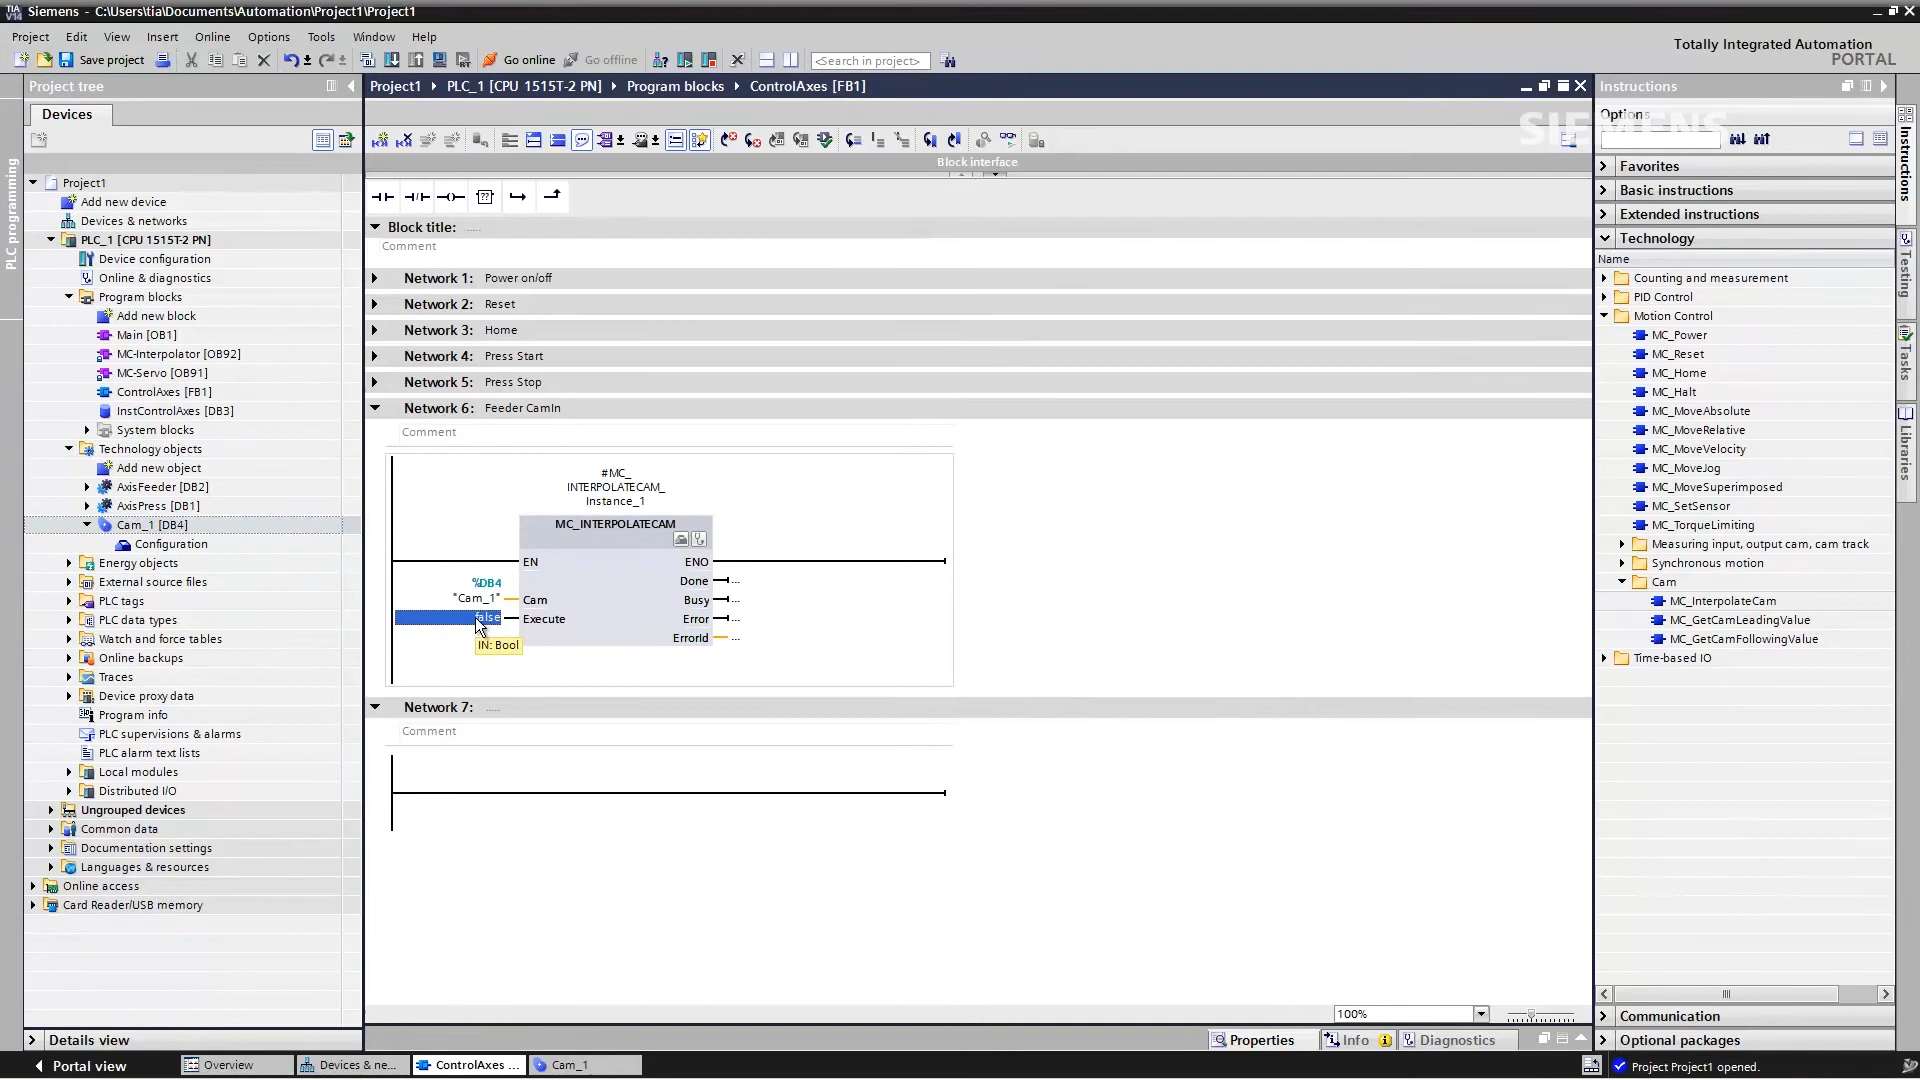 Siemens - C:\Users\tia\Documents\Automation\Project1\Project1
TIA
V14
Project Edit View Insert Online Options Tools Window Help
Totally Integrated Automation
PORTAL
Save project
Go online
Go offline
<Search in project>
Project tree
Project1 PLC_1 [CPU 1515T-2 PN] Program blocks ControlAxes [FB1]
Instructions
Devices
Options
SIEMENS
Block interface
PLC programming
Project1
Add new device
Devices & networks
PLC_1 [CPU 1515T-2 PN]
Device configuration
Online & diagnostics
Program blocks
Add new block
Main [OB1]
MC-Interpolator [OB92]
MC-Servo [OB91]
ControlAxes [FB1]
InstControlAxes [DB3]
System blocks
Technology objects
Add new object
AxisFeeder [DB2]
AxisPress [DB1]
Cam_1 [DB4]
Configuration
Energy objects
External source files
PLC tags
PLC data types
Watch and force tables
Online backups
Traces
Device proxy data
Program info
PLC supervisions & alarms
PLC alarm text lists
Local modules
Distributed I/O
Ungrouped devices
Common data
Documentation settings
Languages & resources
Online access
Card Reader/USB memory
Details view
??
Block title: .....
Comment
Network 1: Power on/off
Network 2: Reset
Network 3: Home
Network 4: Press Start
Network 5: Press Stop
Network 6: Feeder CamIn
Comment
#MC_
INTERPOLATECAM_
Instance_1
MC_INTERPOLATECAM
EN ENO
Done ...
%DB4
"Cam_1" Cam Busy ...
false Execute Error ...
IN: Bool
ErrorId ...
Network 7: .....
Comment
100%
Properties Info Diagnostics
Favorites
Basic instructions
Extended instructions
Technology
Name
Counting and measurement
PID Control
Motion Control
MC_Power
MC_Reset
MC_Home
MC_Halt
MC_MoveAbsolute
MC_MoveRelative
MC_MoveVelocity
MC_MoveJog
MC_MoveSuperimposed
MC_SetSensor
MC_TorqueLimiting
Measuring input, output cam, cam track
Synchronous motion
Cam
MC_InterpolateCam
MC_GetCamLeadingValue
MC_GetCamFollowingValue
Time-based IO
Communication
Optional packages
Instructions
Testing
Tasks
Libraries
Portal view Overview Devices & ne... ControlAxes ... Cam_1
Project Project1 opened.